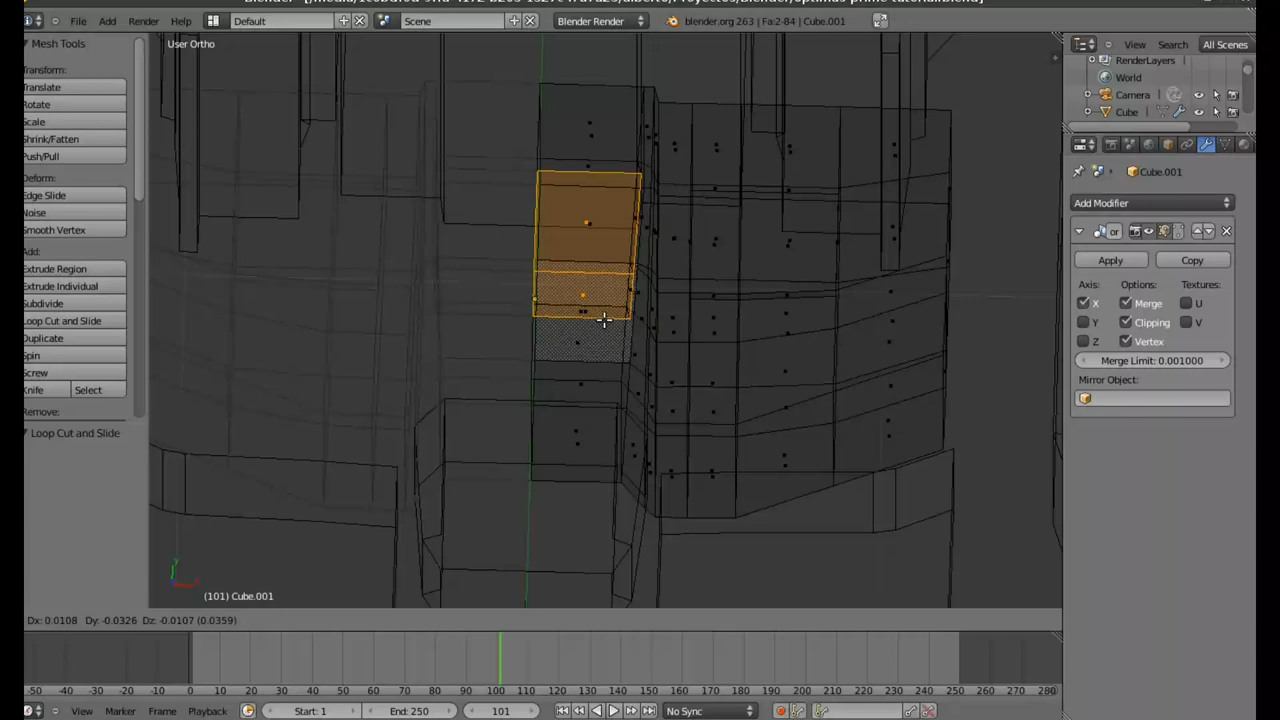 File Add Render Help Default Scene Blender Render blender.org 263 | Fa:2-84 | Cube.001
Mesh Tools
User Ortho
View Search All Scenes
RenderLayers
World
Camera
Cube
Transform:
Translate
Rotate
Scale
Shrink/Fatten
Push/Pull
Deform:
Edge Slide
Noise
Smooth Vertex
Add:
Extrude Region
Extrude Individual
Subdivide
Loop Cut and Slide
Duplicate
Spin
Screw
Knife Select
Remove:
Loop Cut and Slide
Cube.001
Add Modifier
or
Apply Copy
Axis: Options: Textures:
X Merge U
Y Clipping V
Z Vertex
Merge Limit: 0.001000
Mirror Object:
y
(101) Cube.001
Dx: 0.0108 Dy: -0.0326 Dz: -0.0107 (0.0359)
-50 -40 -30 -20 -10 0 10 20 30 40 50 60 70 80 90 100 110 120 130 140 150 160 170 180 190 200 210 220 230 240 250 260 270 280
View Marker Frame Playback Start: 1 End: 250 101 No Sync